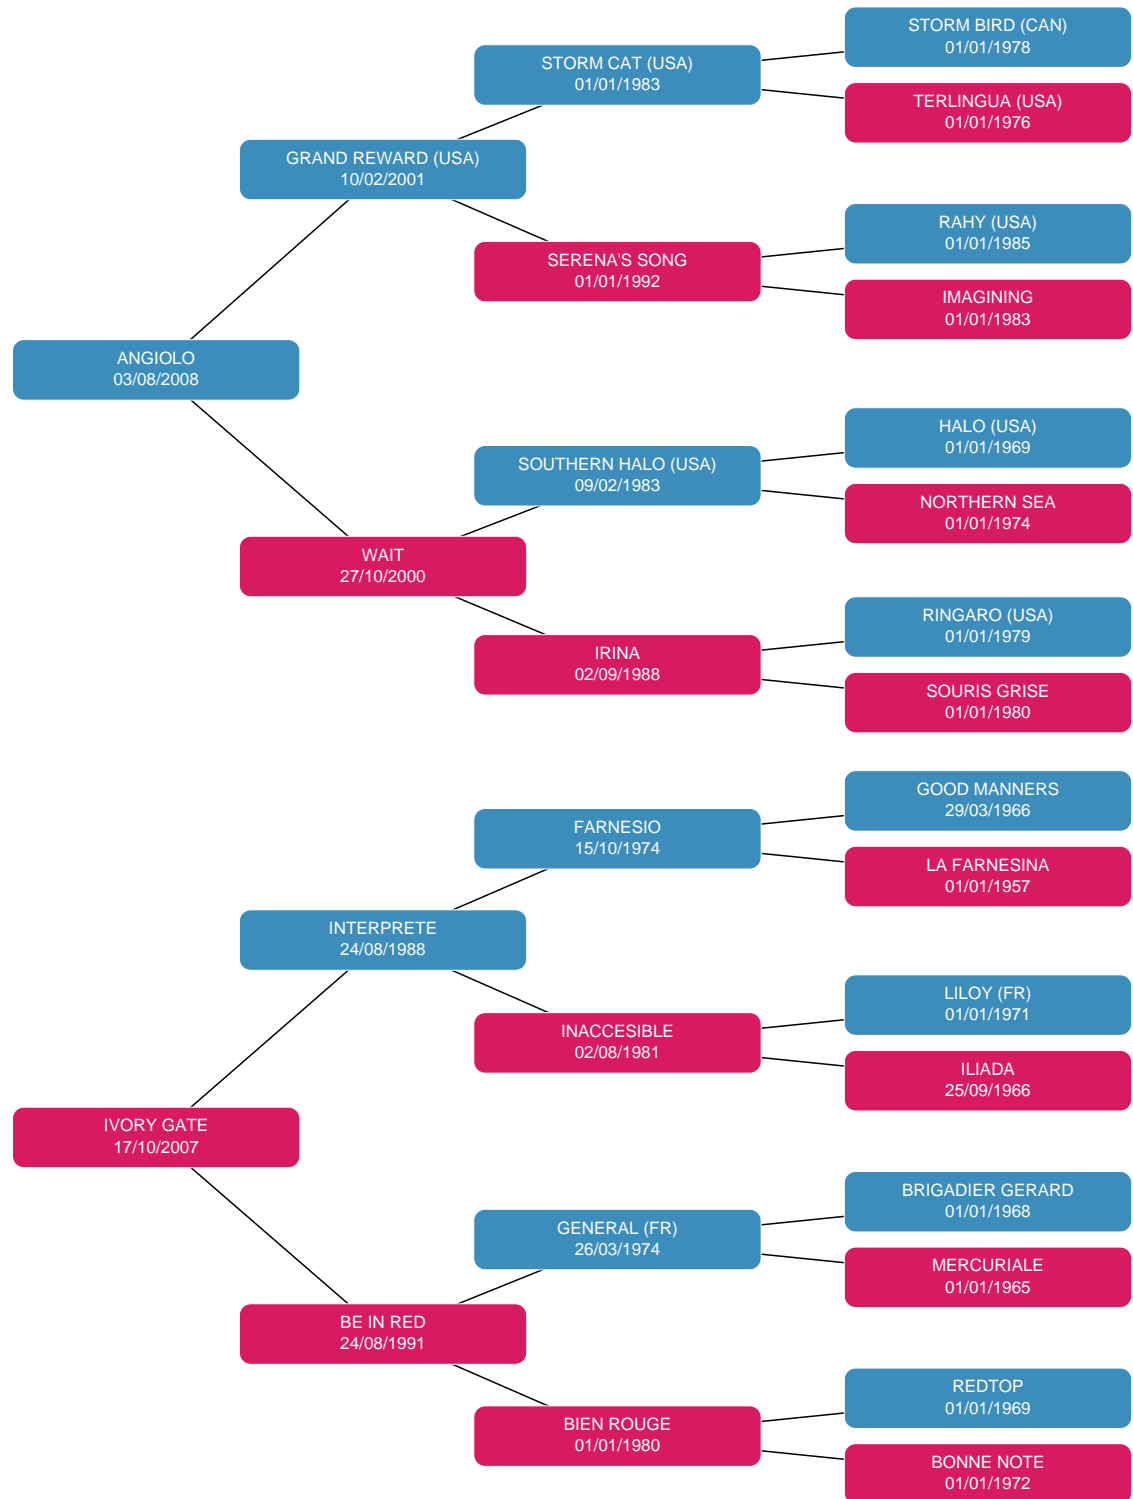 STORM BIRD (CAN)
01/01/1978
STORM CAT (USA)
01/01/1983
TERLINGUA (USA)
01/01/1976
GRAND REWARD (USA)
10/02/2001
RAHY (USA)
01/01/1985
SERENA'S SONG
01/01/1992
IMAGINING
01/01/1983
ANGIOLO
03/08/2008
HALO (USA)
01/01/1969
SOUTHERN HALO (USA)
09/02/1983
NORTHERN SEA
01/01/1974
WAIT
27/10/2000
RINGARO (USA)
01/01/1979
IRINA
02/09/1988
SOURIS GRISE
01/01/1980
GOOD MANNERS
29/03/1966
FARNESIO
15/10/1974
LA FARNESINA
01/01/1957
INTERPRETE
24/08/1988
LILOY (FR)
01/01/1971
INACCESIBLE
02/08/1981
ILIADA
25/09/1966
IVORY GATE
17/10/2007
BRIGADIER GERARD
01/01/1968
GENERAL (FR)
26/03/1974
MERCURIALE
01/01/1965
BE IN RED
24/08/1991
REDTOP
01/01/1969
BIEN ROUGE
01/01/1980
BONNE NOTE
01/01/1972